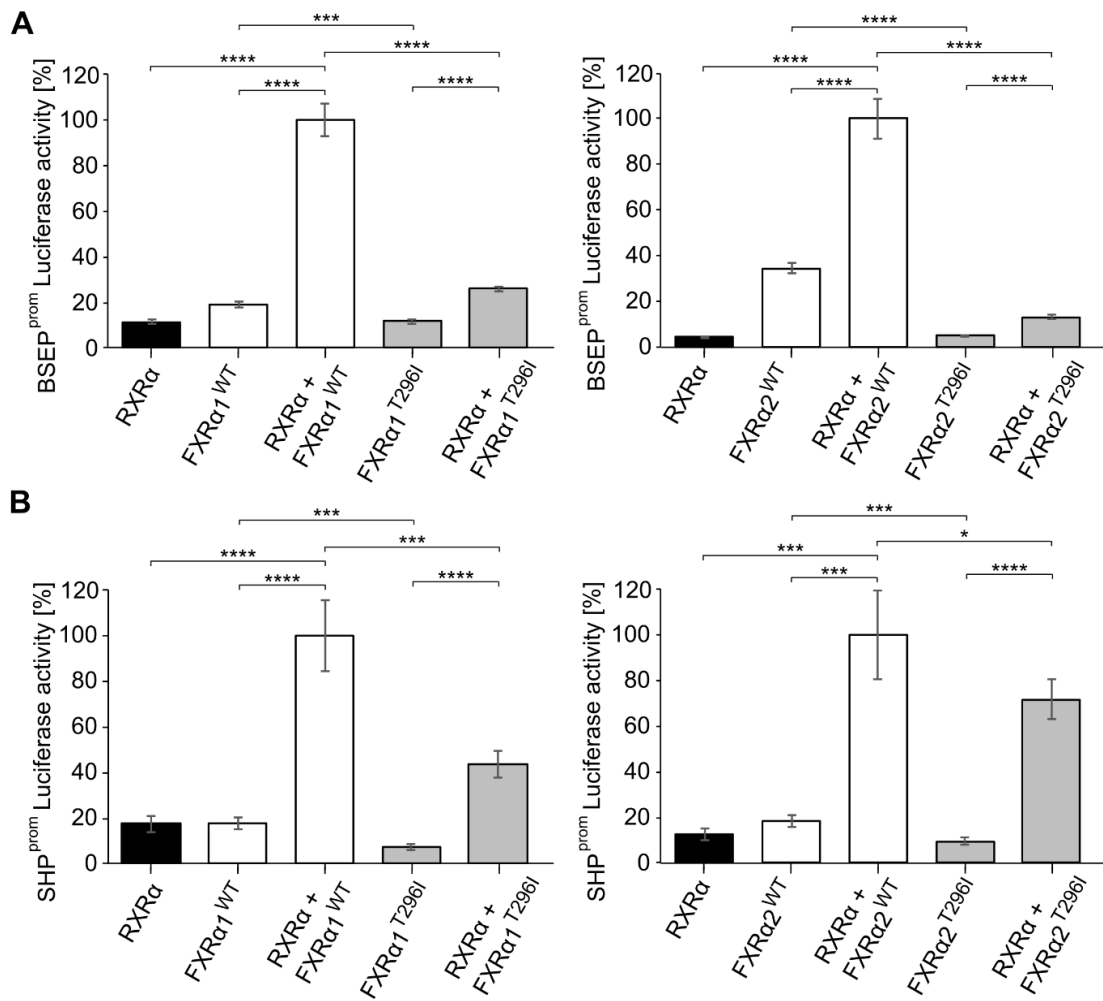 A
***
****
****
****
****
BSEP prom Luciferase activity [%]
120
100
80
60
40
20
0
RXRα
FXRα1 WT
RXRα +
FXRα1 WT
FXRα1 T296I
RXRα +
FXRα1 T296I
****
****
****
****
****
BSEP prom Luciferase activity [%]
120
100
80
60
40
20
0
RXRα
FXRα2 WT
RXRα +
FXRα2 WT
FXRα2 T296I
RXRα +
FXRα2 T296I
B
***
***
****
****
****
SHP prom Luciferase activity [%]
120
100
80
60
40
20
0
RXRα
FXRα1 WT
RXRα +
FXRα1 WT
FXRα1 T296I
RXRα +
FXRα1 T296I
***
*
***
***
****
SHP prom Luciferase activity [%]
120
100
80
60
40
20
0
RXRα
FXRα2 WT
RXRα +
FXRα2 WT
FXRα2 T296I
RXRα +
FXRα2 T296I